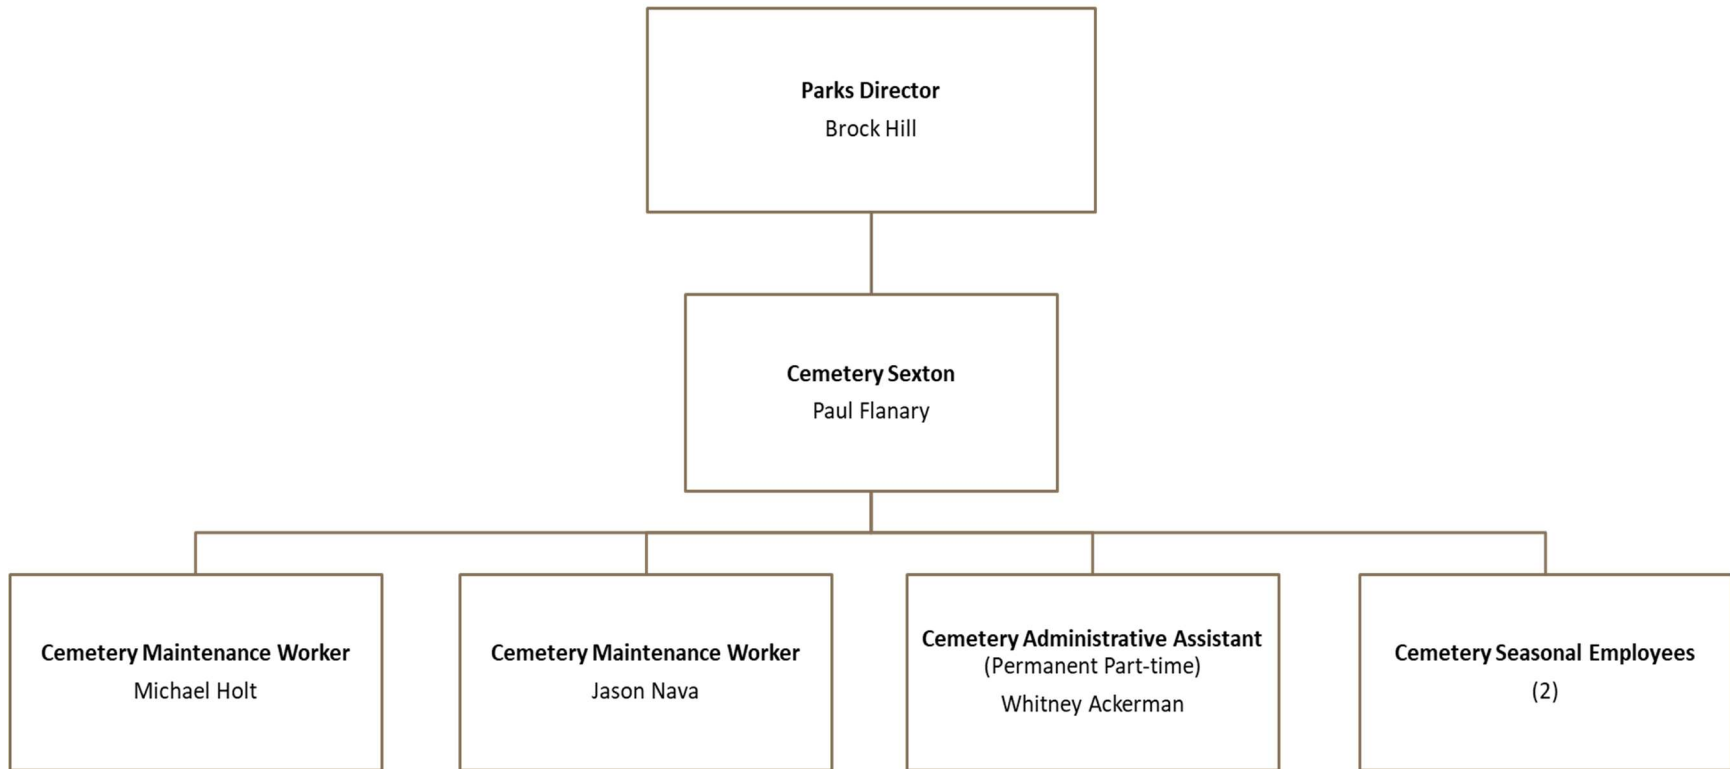 Parks Director
Brock Hill
Cemetery Sexton
Paul Flanary
Cemetery Maintenance Worker
Michael Holt
Cemetery Maintenance Worker
Jason Nava
Cemetery Administrative Assistant
(Permanent Part-time)
Whitney Ackerman
Cemetery Seasonal Employees
(2)